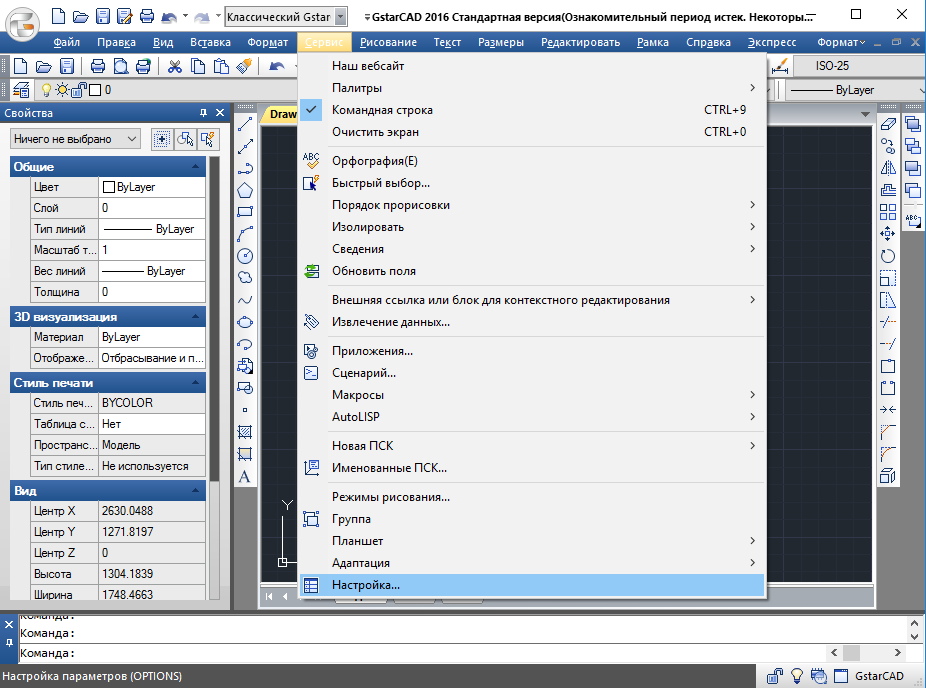 Классический Gstar
GstarCAD 2016 Стандартная версия(Ознакомительный период истек. Некоторы...
Файл Правка Вид Вставка Формат Сервис Рисование Текст Размеры Редактировать Рамка Справка Экспресс Формат
ISO-25
0
ByLayer
Свойства
Draw
Ничего не выбрано
Общие
Цвет ByLayer
Слой 0
Тип линий ByLayer
Масштаб т... 1
Вес линий ByLayer
Толщина 0
3D визуализация
Материал ByLayer
Отображе... Отбрасывание и п...
Стиль печати
Стиль печ... BYCOLOR
Таблица с... Нет
Пространс... Модель
Тип стиле... Не используется
Вид
Центр X 2630.0488
Центр Y 1271.8197
Центр Z 0
Высота 1304.1839
Ширина 1748.4663
Наш вебсайт
Палитры
Командная строка CTRL+9
Очистить экран CTRL+0
ABC Орфография(E)
Быстрый выбор...
Порядок прорисовки
Изолировать
Сведения
Обновить поля
Внешняя ссылка или блок для контекстного редактирования
Извлечение данных...
Приложения...
Сценарий...
Макросы
AutoLISP
Новая ПСК
Именованные ПСК...
Режимы рисования...
Группа
Планшет
Адаптация
Настройка...
A
ABC
Y
Команда:
Команда:
Команда:
Настройка параметров (OPTIONS)
GstarCAD